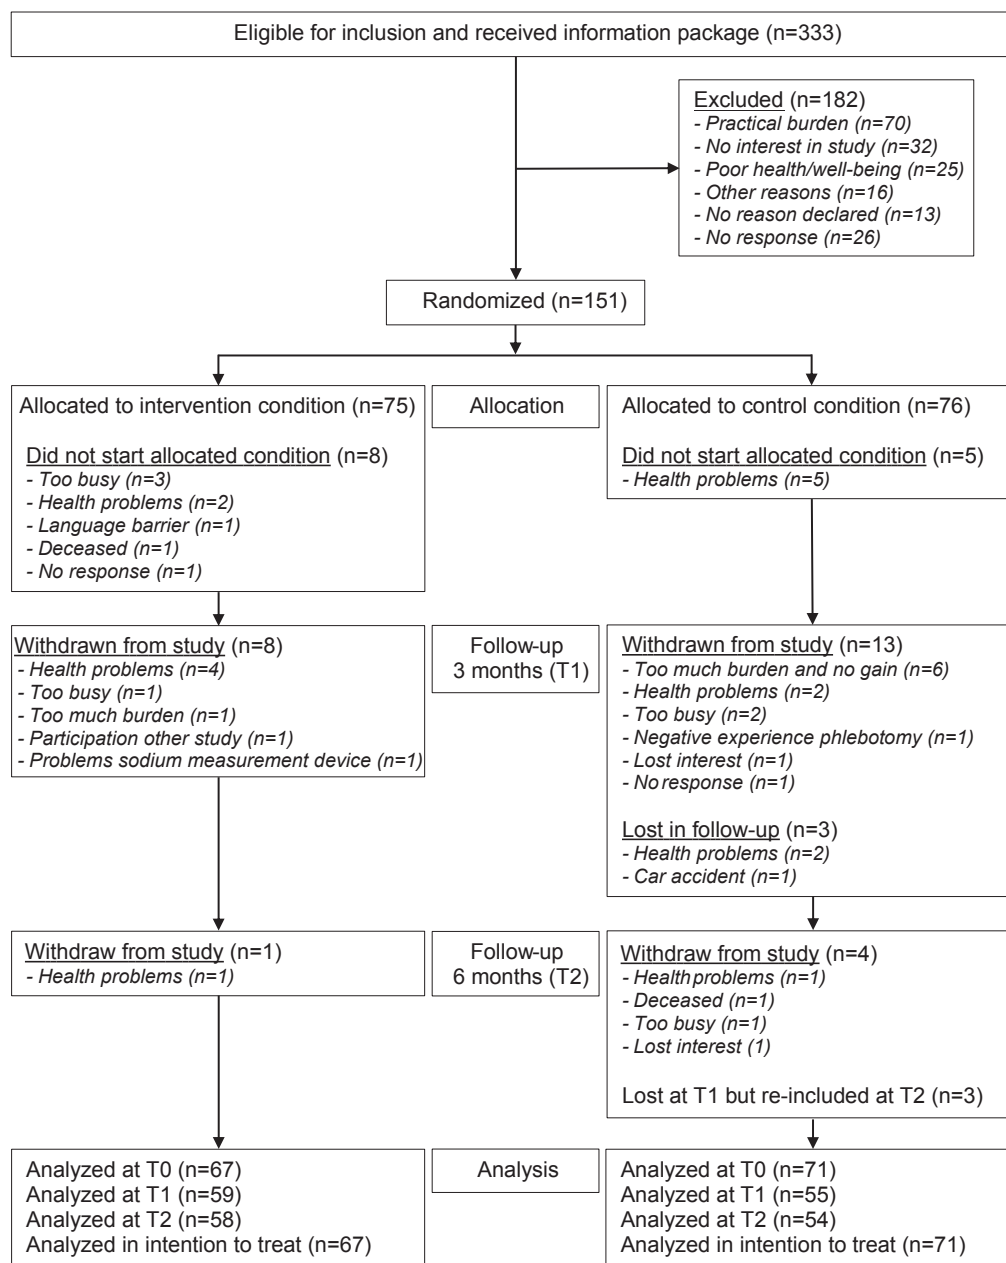 Eligible for inclusion and received information package (n=333)
Excluded (n=182)
- Practical burden (n=70)
- No interest in study (n=32)
- Poor health/well-being (n=25)
- Other reasons (n=16)
- No reason declared (n=13)
- No response (n=26)
Randomized (n=151)
Allocated to intervention condition (n=75)
Did not start allocated condition (n=8)
- Too busy (n=3)
- Health problems (n=2)
- Language barrier (n=1)
- Deceased (n=1)
- No response (n=1)
Allocation
Allocated to control condition (n=76)
Did not start allocated condition (n=5)
- Health problems (n=5)
Withdrawn from study (n=8)
- Health problems (n=4)
- Too busy (n=1)
- Too much burden (n=1)
- Participation other study (n=1)
- Problems sodium measurement device (n=1)
Follow-up
3 months (T1)
Withdrawn from study (n=13)
- Too much burden and no gain (n=6)
- Health problems (n=2)
- Too busy (n=2)
- Negative experience phlebotomy (n=1)
- Lost interest (n=1)
- No response (n=1)
Lost in follow-up (n=3)
- Health problems (n=2)
- Car accident (n=1)
Withdraw from study (n=1)
- Health problems (n=1)
Follow-up
6 months (T2)
Withdraw from study (n=4)
- Health problems (n=1)
- Deceased (n=1)
- Too busy (n=1)
- Lost interest (1)
Lost at T1 but re-included at T2 (n=3)
Analyzed at T0 (n=67)
Analyzed at T1 (n=59)
Analyzed at T2 (n=58)
Analyzed in intention to treat (n=67)
Analysis
Analyzed at T0 (n=71)
Analyzed at T1 (n=55)
Analyzed at T2 (n=54)
Analyzed in intention to treat (n=71)